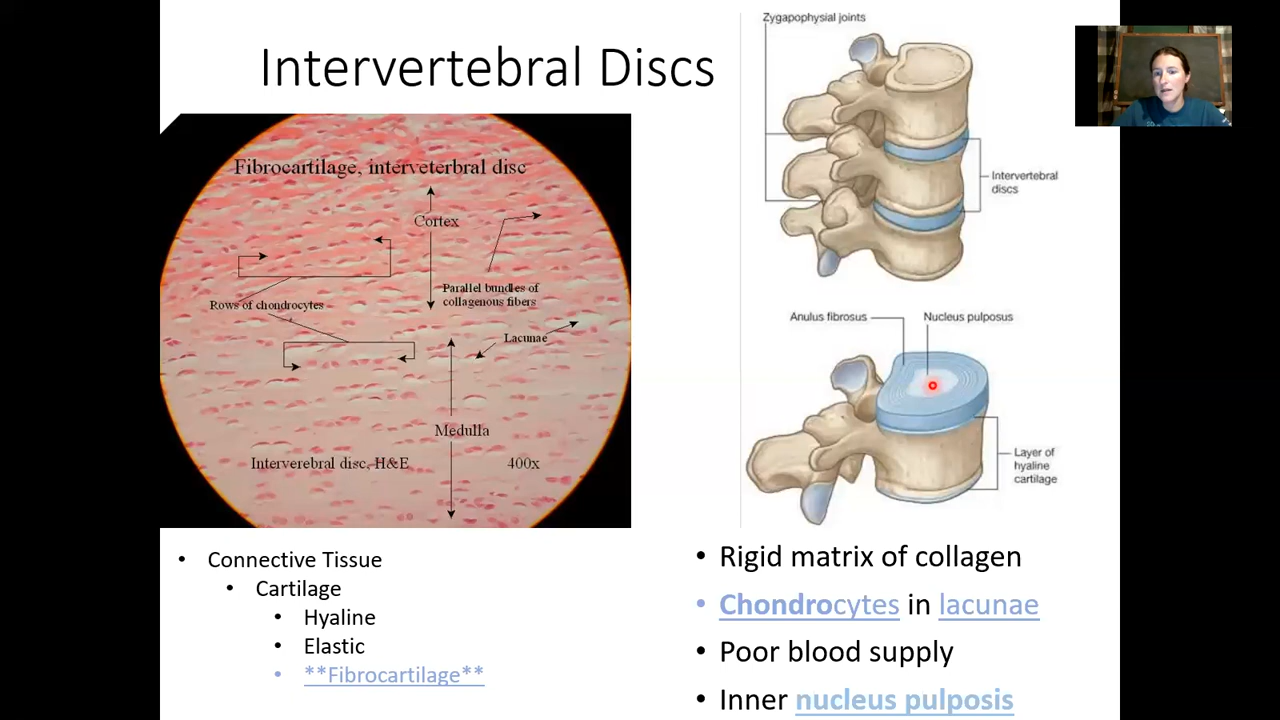 Intervertebral Discs
Fibrocartilage, interveterbral disc
Cortex
Parallel bundles of
collagenous fibers
Rows of chondrocytes
Lacunae
Medulla
Interverebral disc, H&E
400x
Zygapophysial joints
Intervertebral
discs
Anulus fibrosus
Nucleus pulposus
Layer of
hyaline
cartilage
• Connective Tissue
• Cartilage
• Hyaline
• Elastic
• **Fibrocartilage**
• Rigid matrix of collagen
• Chondrocytes in lacunae
• Poor blood supply
• Inner nucleus pulposis